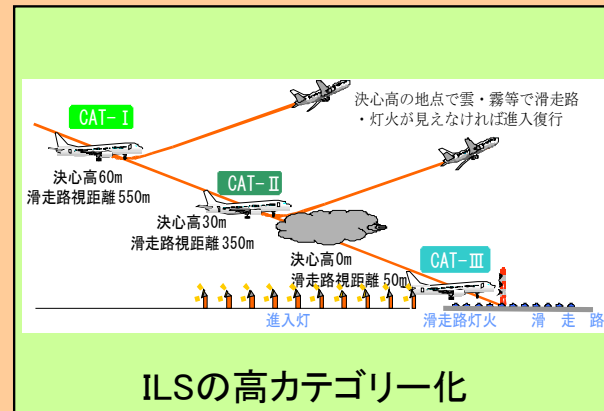 決心高の地点で雲・霧等で滑走路
・灯火が見えなければ進入復行
CAT-Ⅰ
決心高60m
滑走路視距離550m
CAT-Ⅱ
決心高30m
滑走路視距離350m
決心高0m
滑走路視距離50m
CAT-Ⅲ
進入灯
滑走路灯火
滑走路
ILSの高カテゴリー化